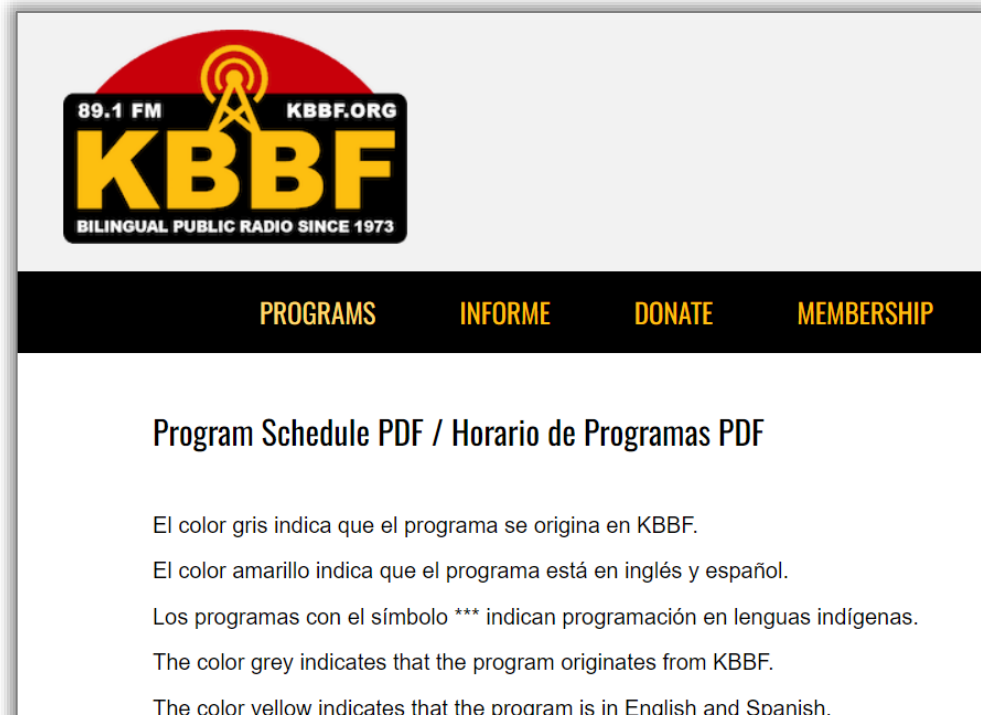 89.1 FM KBBF.ORG
KBBF
BILINGUAL PUBLIC RADIO SINCE 1973
PROGRAMS INFORME DONATE MEMBERSHIP
Program Schedule PDF / Horario de Programas PDF
El color gris indica que el programa se origina en KBBF.
El color amarillo indica que el programa está en inglés y español.
Los programas con el símbolo *** indican programación en lenguas indígenas.
The color grey indicates that the program originates from KBBF.
The color yellow indicates that the program is in English and Spanish.